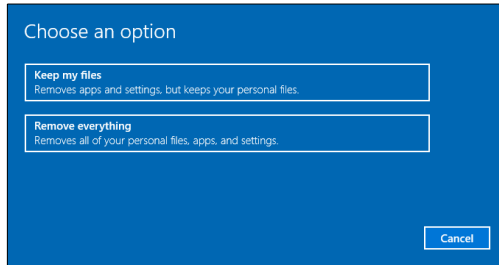 Choose an option
Keep my files
Removes apps and settings, but keeps your personal files.
Remove everything
Removes all of your personal files, apps, and settings.
Cancel